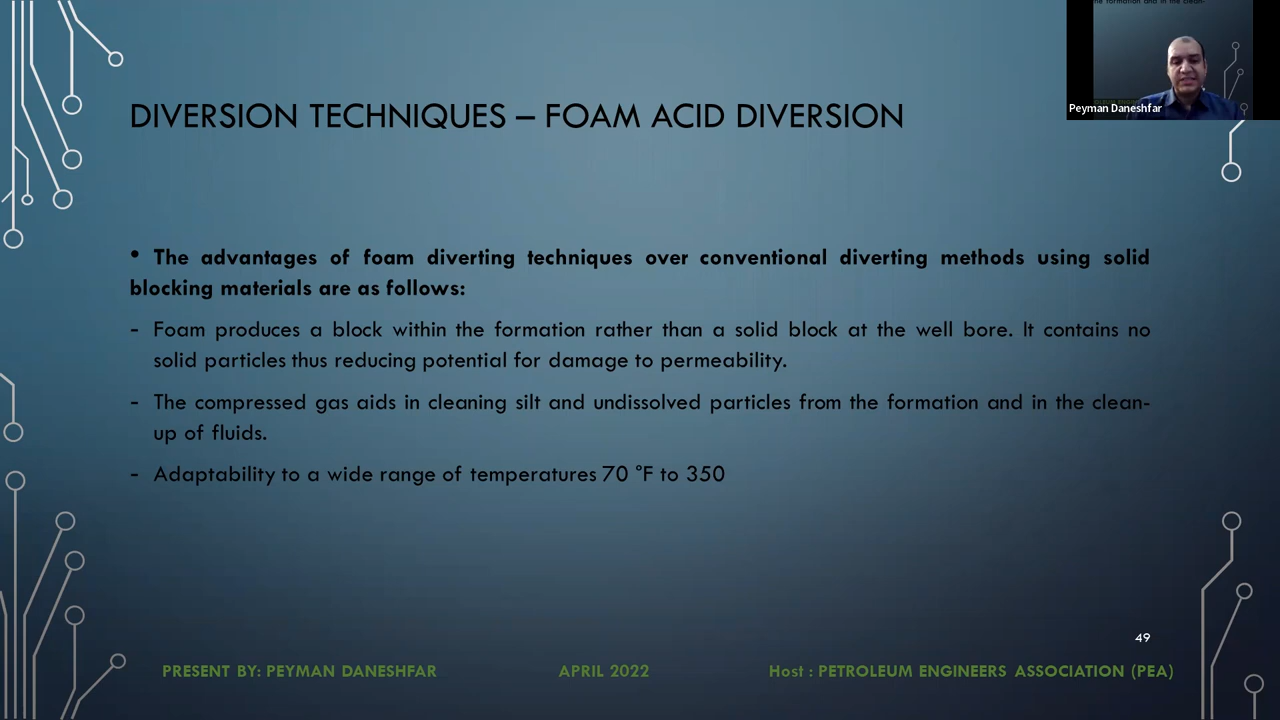 DIVERSION TECHNIQUES – FOAM ACID DIVERSION
Peyman Daneshfar
• The advantages of foam diverting techniques over conventional diverting methods using solid
blocking materials are as follows:
- Foam produces a block within the formation rather than a solid block at the well bore. It contains no
solid particles thus reducing potential for damage to permeability.
- The compressed gas aids in cleaning silt and undissolved particles from the formation and in the clean-
up of fluids.
- Adaptability to a wide range of temperatures 70 °F to 350
49
PRESENT BY: PEYMAN DANESHFAR APRIL 2022 Host : PETROLEUM ENGINEERS ASSOCIATION (PEA)